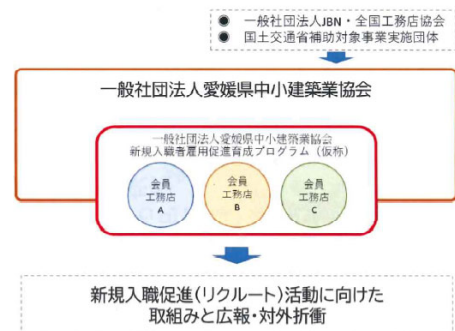 ● 一般社団法人JBN・全国工務店協会
● 国土交通省補助対象事業実施団体
一般社団法人愛媛県中小建築業協会
一般社団法人愛媛県中小建築業協会
新規入職者雇用促進育成プログラム（仮称）
会員
工務店
A
会員
工務店
B
会員
工務店
C
新規入職促進(リクルート)活動に向けた
取組みと広報・対外折衝